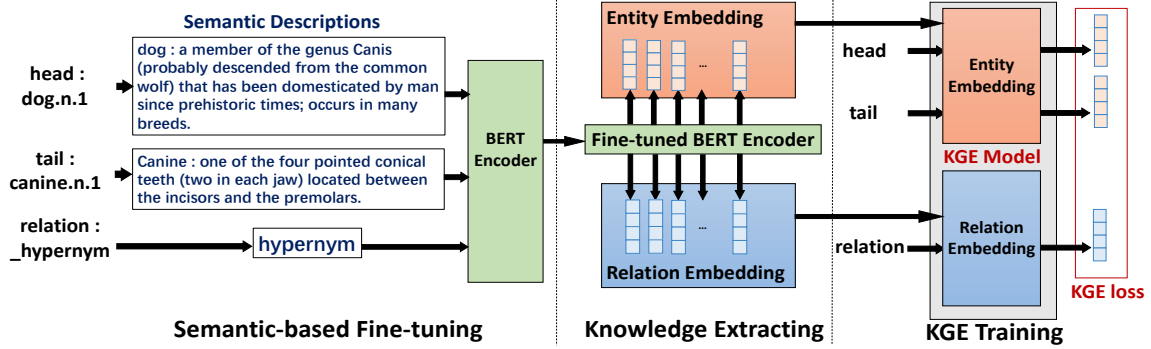 Semantic Descriptions
head :
dog.n.1
dog : a member of the genus Canis
(probably descended from the common
wolf) that has been domesticated by man
since prehistoric times; occurs in many
breeds.
tail :
canine.n.1
Canine : one of the four pointed conical
teeth (two in each jaw) located between
the incisors and the premolars.
relation :
_hypernym
hypernym
BERT
Encoder
Semantic-based Fine-tuning
Entity Embedding
...
Fine-tuned BERT Encoder
...
Relation Embedding
Knowledge Extracting
head
tail
Entity
Embedding
KGE Model
relation
Relation
Embedding
KGE loss
KGE Training